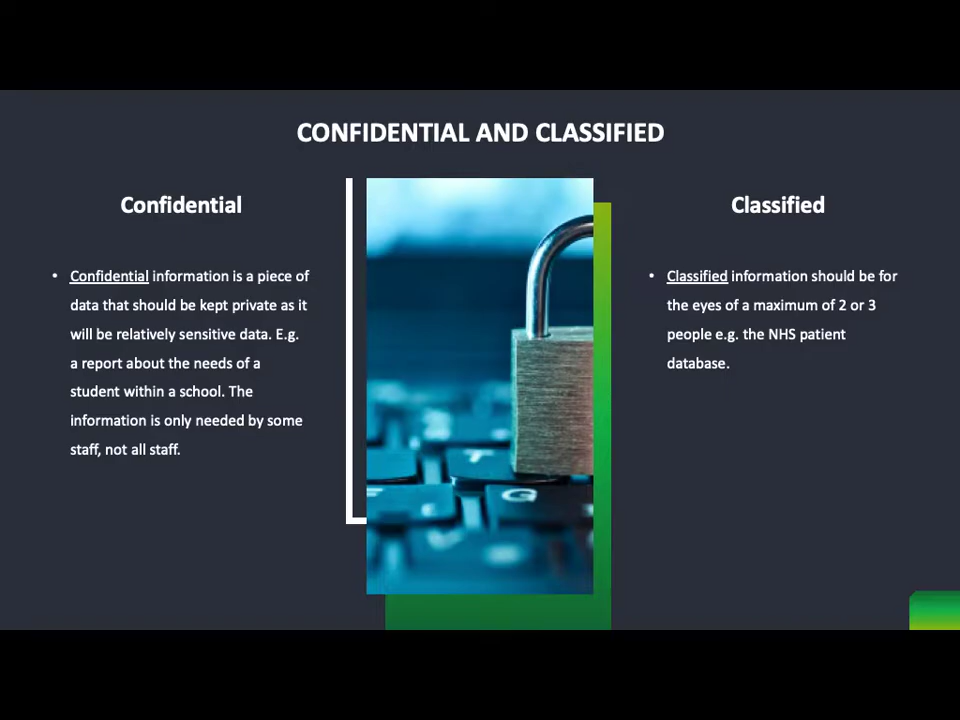 CONFIDENTIAL AND CLASSIFIED
Confidential
• Confidential information is a piece of
data that should be kept private as it
will be relatively sensitive data. E.g.
a report about the needs of a
student within a school. The
information is only needed by some
staff, not all staff.
T
G
Classified
• Classified information should be for
the eyes of a maximum of 2 or 3
people e.g. the NHS patient
database.